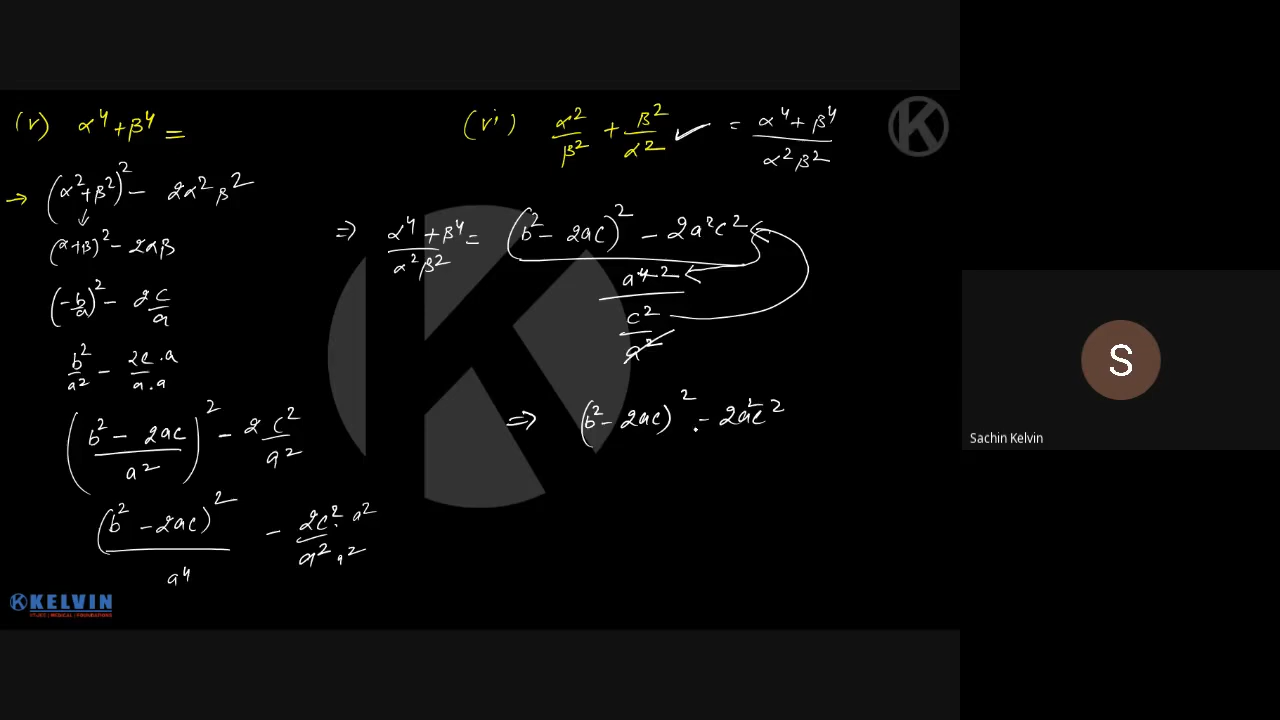 (v) α⁴ + β⁴ =
→ (α² + β²)² - 2α²β²
↓
(α+β)² - 2αβ
(-b/a)² - 2c/a
b²/a² - 2c.a/a.a
((b² - 2ac)/a²)² - 2c²/a²
(b² - 2ac)²/a⁴ - 2c².a²/a² a²
(vi) α²/β² + β²/α² ✓ = (α⁴ + β⁴)/(α²β²)
⇒ (α⁴ + β⁴)/(α²β²) = (b² - 2ac)² - 2a²c²
a⁴ ²
c²
a²
⇒ (b² - 2ac)² - 2a²c²
K
KELVIN
S
Sachin Kelvin